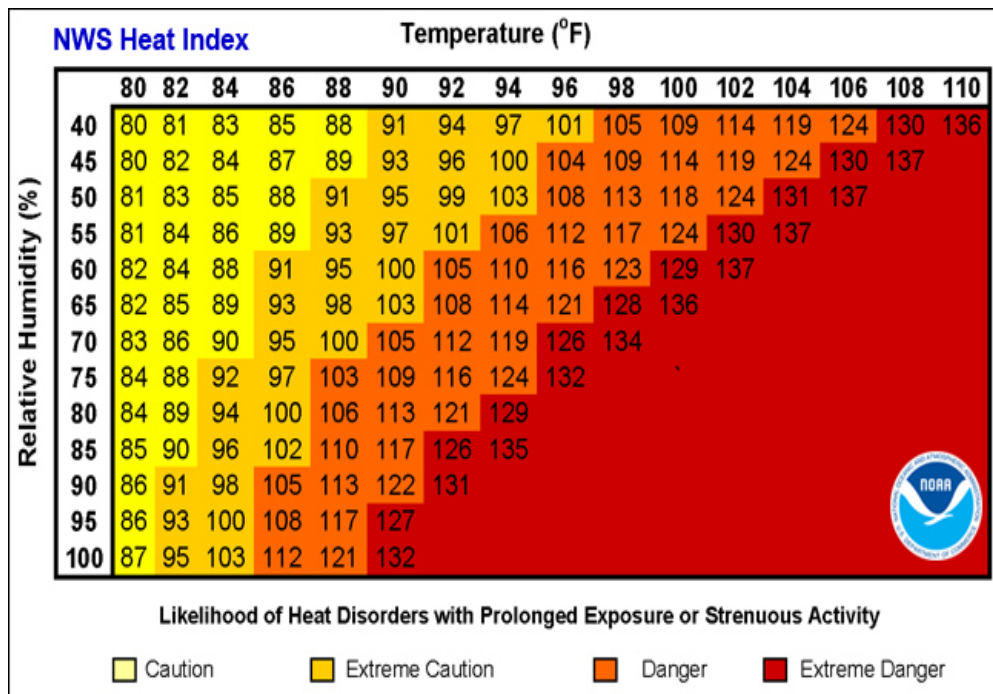 NWS Heat Index
Temperature (°F)
80 82 84 86 88 90 92 94 96 98 100 102 104 106 108 110
Relative Humidity (%)
40 80 81 83 85 88 91 94 97 101 105 109 114 119 124 130 136
45 80 82 84 87 89 93 96 100 104 109 114 119 124 130 137
50 81 83 85 88 91 95 99 103 108 113 118 124 131 137
55 81 84 86 89 93 97 101 106 112 117 124 130 137
60 82 84 88 91 95 100 105 110 116 123 129 137
65 82 85 89 93 98 103 108 114 121 128 136
70 83 86 90 95 100 105 112 119 126 134
75 84 88 92 97 103 109 116 124 132
80 84 89 94 100 106 113 121 129
85 85 90 96 102 110 117 126 135
90 86 91 98 105 113 122 131
95 86 93 100 108 117 127
100 87 95 103 112 121 132
NOAA
Likelihood of Heat Disorders with Prolonged Exposure or Strenuous Activity
Caution Extreme Caution Danger Extreme Danger